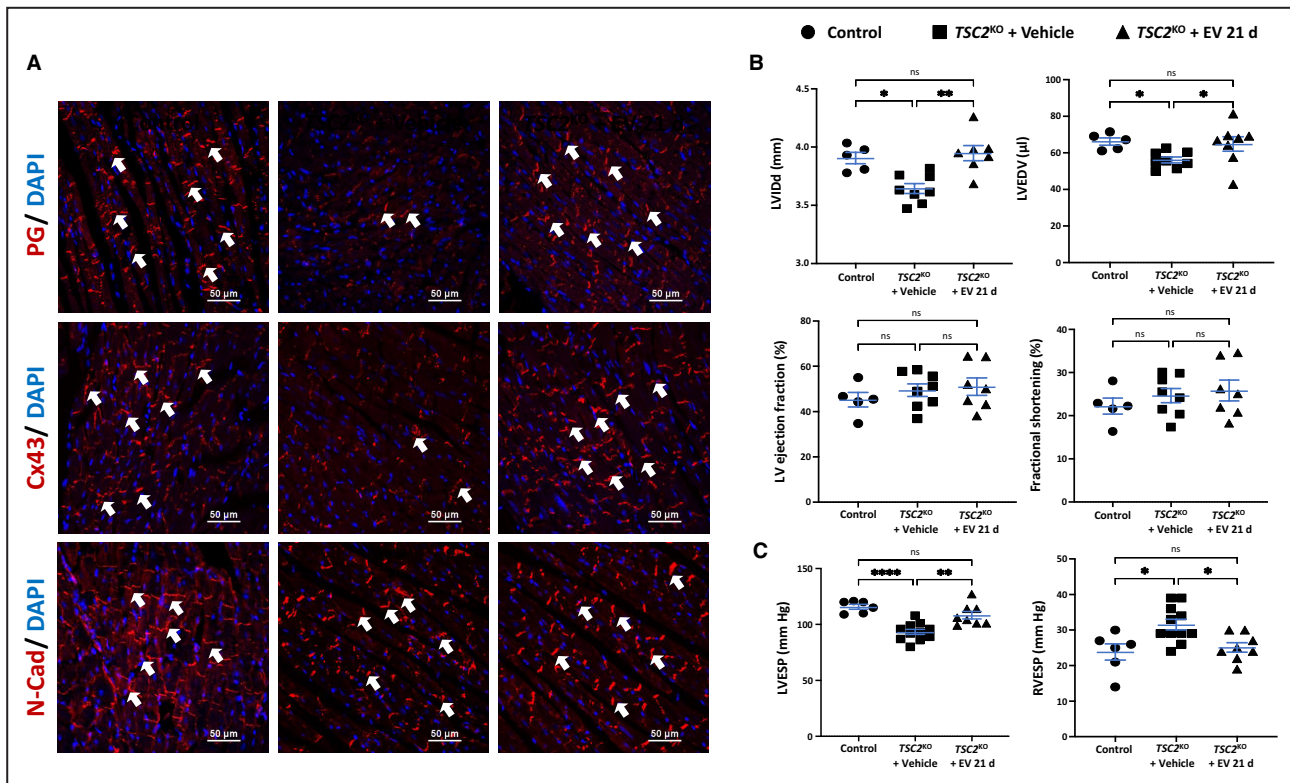 ● Control ■ TSC2ᴷᴼ + Vehicle ▲ TSC2ᴷᴼ + EV 21 d
A
PG / DAPI
50 µm
50 µm
EV 21 d
50 µm
Cx43/ DAPI
50 µm
50 µm
50 µm
N-Cad/ DAPI
50 µm
50 µm
50 µm
B
LVIDd (mm)
4.5
4.0
3.5
3.0
ns
* **
Control
TSC2ᴷᴼ + Vehicle
TSC2ᴷᴼ + EV 21 d
LVEDV (µl)
100
80
60
40
20
0
ns
* *
Control
TSC2ᴷᴼ + Vehicle
TSC2ᴷᴼ + EV 21 d
LV ejection fraction (%)
80
60
40
20
0
ns
ns ns
Control
TSC2ᴷᴼ + Vehicle
TSC2ᴷᴼ + EV 21 d
Fractional shortening (%)
40
30
20
10
0
ns
ns ns
Control
TSC2ᴷᴼ + Vehicle
TSC2ᴷᴼ + EV 21 d
C
LVESP (mm Hg)
150
100
50
0
ns
**** **
Control
TSC2ᴷᴼ + Vehicle
TSC2ᴷᴼ + EV 21 d
RVESP (mm Hg)
50
40
30
20
10
0
ns
* *
Control
TSC2ᴷᴼ + Vehicle
TSC2ᴷᴼ + EV 21 d